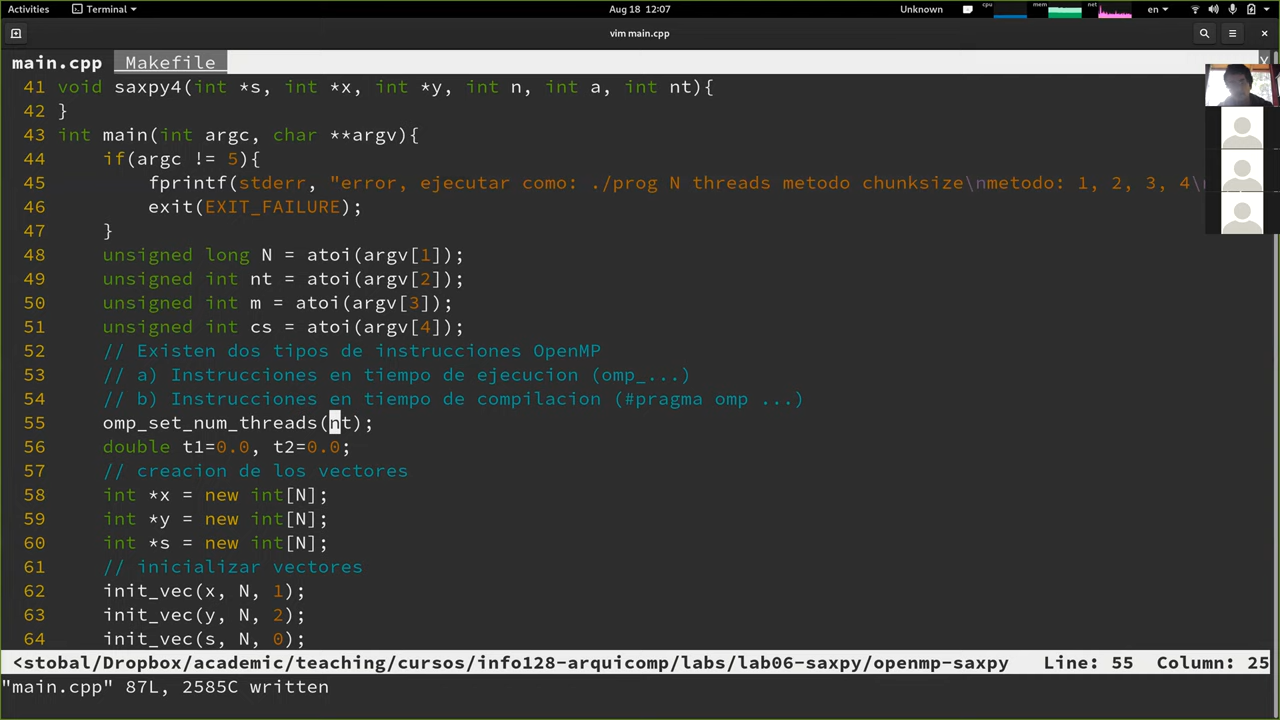 Activities Terminal Aug 18 12:07 Unknown cpu mem net en
vim main.cpp
main.cpp Makefile
41 void saxpy4(int *s, int *x, int *y, int n, int a, int nt){
42 }
43 int main(int argc, char **argv){
44 if(argc != 5){
45 fprintf(stderr, "error, ejecutar como: ./prog N threads metodo chunksize\nmetodo: 1, 2, 3, 4\
46 exit(EXIT_FAILURE);
47 }
48 unsigned long N = atoi(argv[1]);
49 unsigned int nt = atoi(argv[2]);
50 unsigned int m = atoi(argv[3]);
51 unsigned int cs = atoi(argv[4]);
52 // Existen dos tipos de instrucciones OpenMP
53 // a) Instrucciones en tiempo de ejecucion (omp_...)
54 // b) Instrucciones en tiempo de compilacion (#pragma omp ...)
55 omp_set_num_threads(nt);
56 double t1=0.0, t2=0.0;
57 // creacion de los vectores
58 int *x = new int[N];
59 int *y = new int[N];
60 int *s = new int[N];
61 // inicializar vectores
62 init_vec(x, N, 1);
63 init_vec(y, N, 2);
64 init_vec(s, N, 0);
<stobal/Dropbox/academic/teaching/cursos/info128-arquicomp/labs/lab06-saxpy/openmp-saxpy Line: 55 Column: 25
"main.cpp" 87L, 2585C written